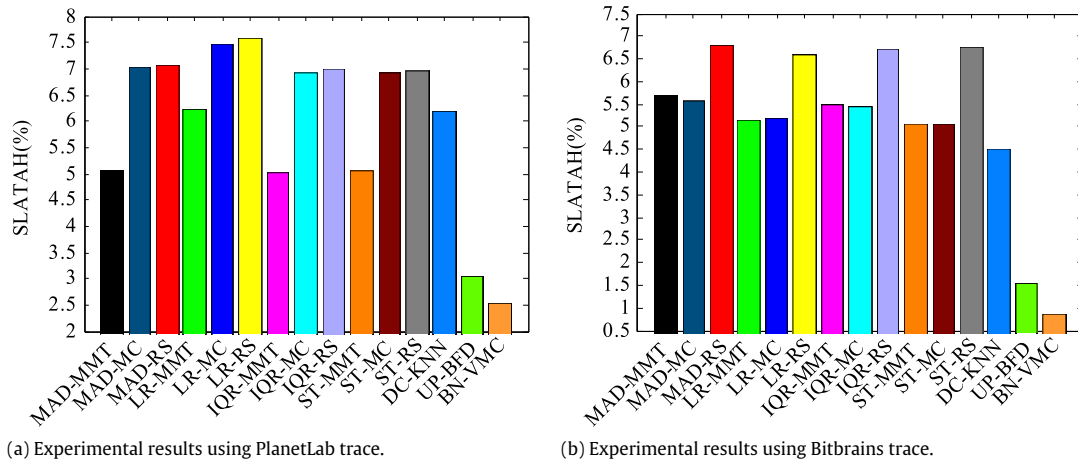 SLATAH(%)
8
7.5
7
6.5
6
5.5
5
4.5
4
3.5
3
2.5
2
MAD-MMT
MAD-MC
MAD-RS
LR-MMT
LR-MC
LR-RS
IQR-MMT
IQR-MC
IQR-RS
ST-MMT
ST-MC
ST-RS
DC-KNN
UP-BFD
BN-VMC
(a) Experimental results using PlanetLab trace.
SLATAH(%)
7.5
6.5
6.5
5.5
5
4.5
3.5
3.5
2.5
2
1.5
1
0.5
MAD-MMT
MAD-MC
MAD-RS
LR-MMT
LR-MC
LR-RS
IQR-MMT
IQR-MC
IQR-RS
ST-MMT
ST-MC
ST-RS
DC-KNN
UP-BFD
BN-VMC
(b) Experimental results using Bitbrains trace.